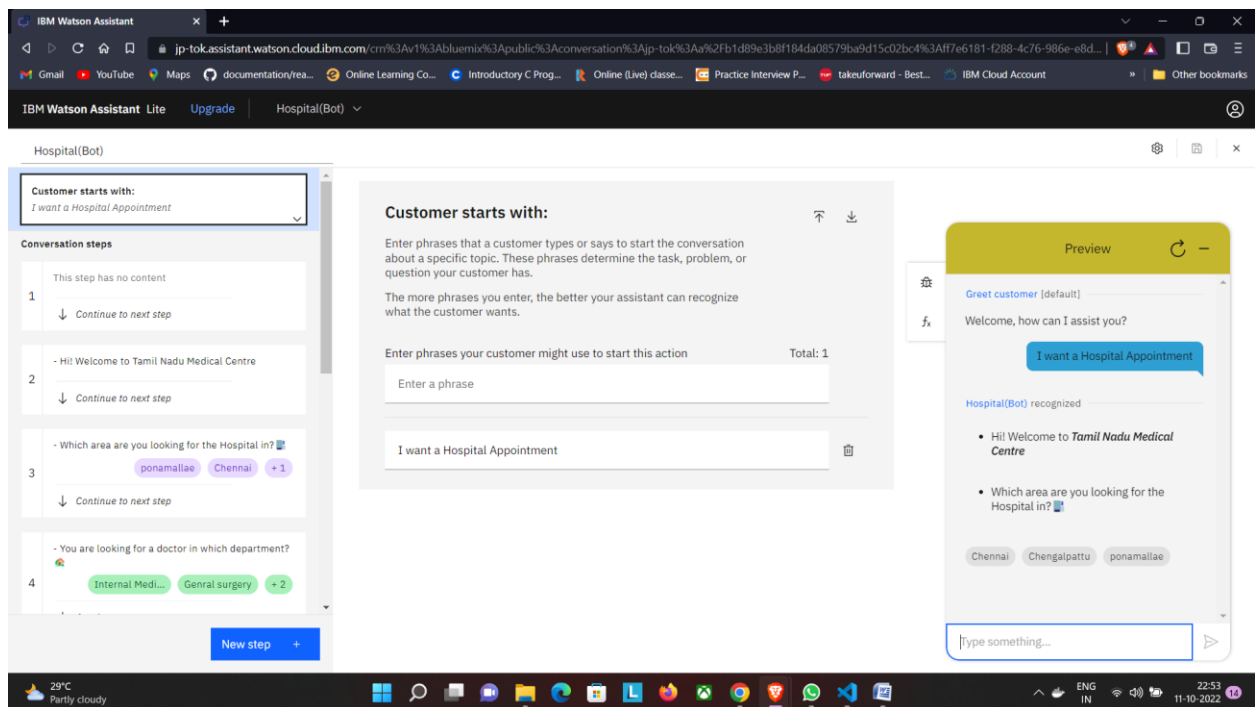 IBM Watson Assistant
jp-tok.assistant.watson.cloud.ibm.com/crn%3Av1%3Abluemix%3Apublic%3Aconversation%3Ajp-tok%3Aa%2Fb1d89e3b8f184da08579ba9d15c02bc4%3Aff7e6181-f288-4c76-986e-e8d...
Gmail YouTube Maps documentation/rea... Online Learning Co... Introductory C Prog... Online (Live) classe... Practice Interview P... takeuforward - Best... IBM Cloud Account » Other bookmarks
IBM Watson Assistant Lite Upgrade Hospital(Bot)
Hospital(Bot)
Customer starts with:
I want a Hospital Appointment
Conversation steps
1
This step has no content
Continue to next step
2
- Hi! Welcome to Tamil Nadu Medical Centre
Continue to next step
3
- Which area are you looking for the Hospital in?
ponamallae Chennai + 1
Continue to next step
4
- You are looking for a doctor in which department?
Internal Medi... Genral surgery + 2
New step +
Customer starts with:
Enter phrases that a customer types or says to start the conversation
about a specific topic. These phrases determine the task, problem, or
question your customer has.
The more phrases you enter, the better your assistant can recognize
what the customer wants.
Enter phrases your customer might use to start this action Total: 1
Enter a phrase
I want a Hospital Appointment
Preview
Greet customer [default]
Welcome, how can I assist you?
I want a Hospital Appointment
Hospital(Bot) recognized
• Hi! Welcome to Tamil Nadu Medical
Centre
• Which area are you looking for the
Hospital in?
Chennai Chengalpattu ponamallae
Type something...
29°C
Partly cloudy
ENG
IN
22:53
11-10-2022
14